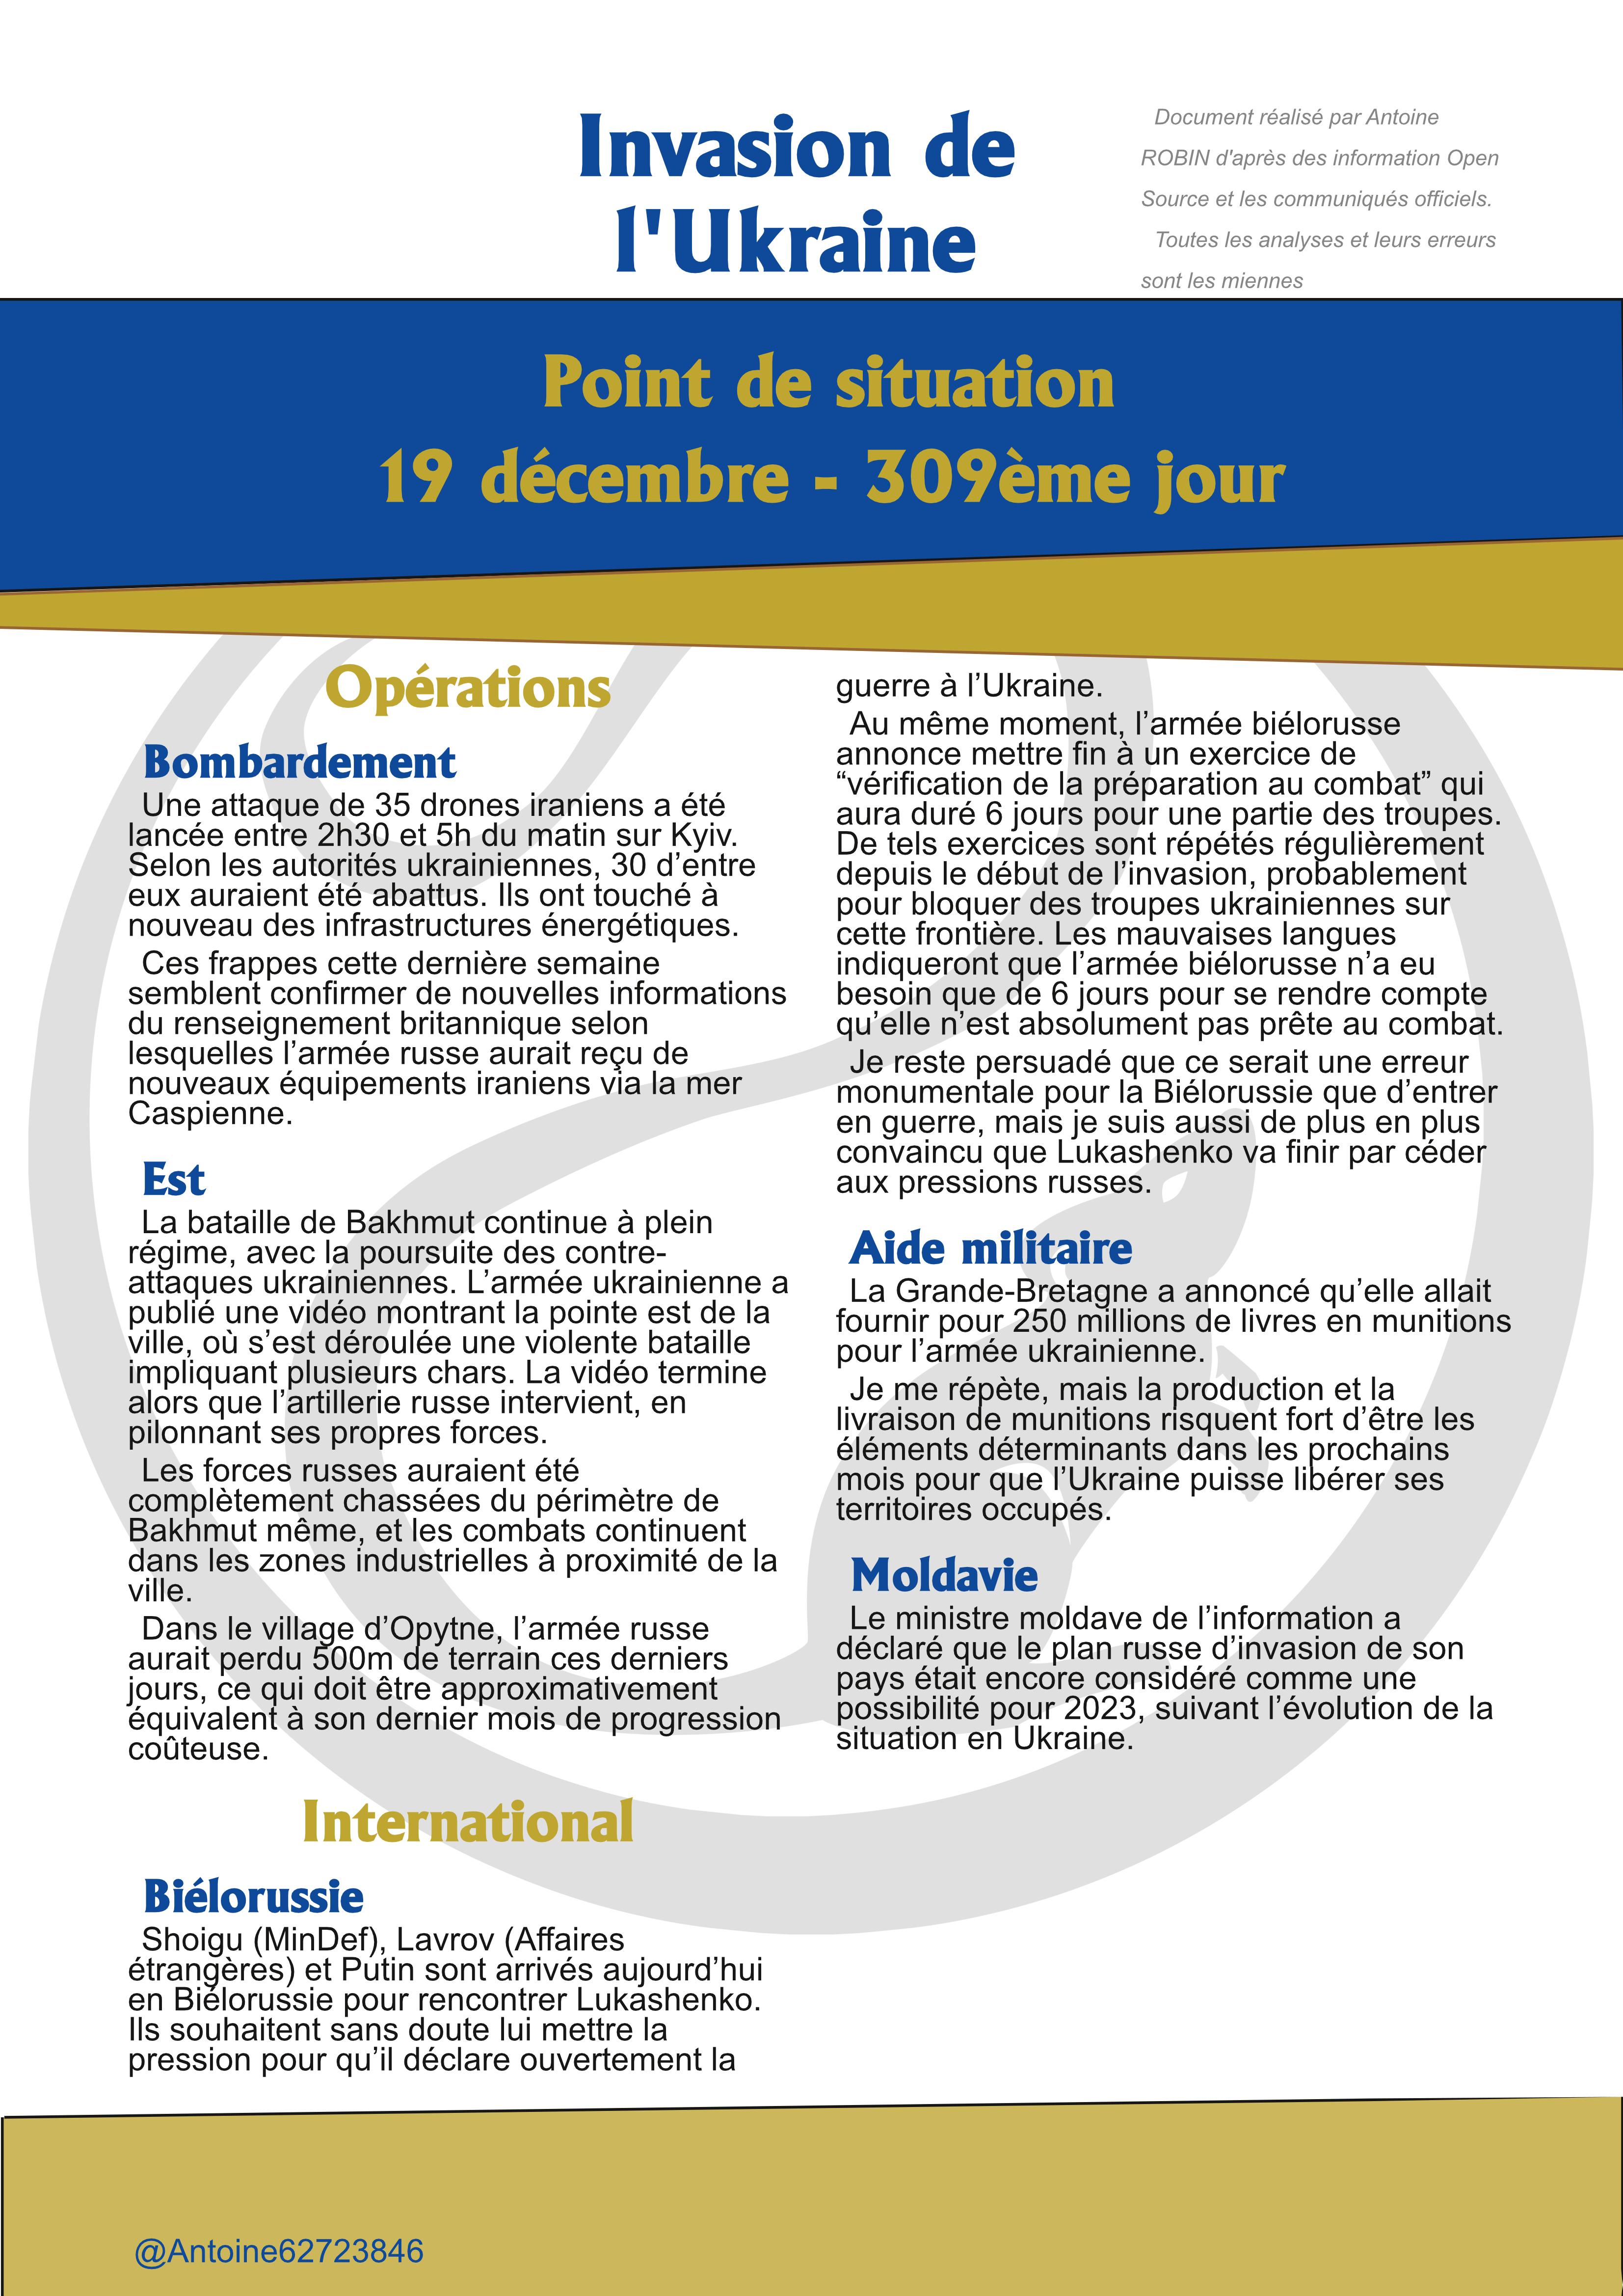 Invasion de
l'Ukraine
Document réalisé par Antoine
ROBIN d'après des information Open
Source et les communiqués officiels.
Toutes les analyses et leurs erreurs
sont les miennes
Point de situation
19 décembre - 309ème jour
Opérations
Bombardement
Une attaque de 35 drones iraniens a été
lancée entre 2h30 et 5h du matin sur Kyiv.
Selon les autorités ukrainiennes, 30 d’entre
eux auraient été abattus. Ils ont touché à
nouveau des infrastructures énergétiques.
Ces frappes cette dernière semaine
semblent confirmer de nouvelles informations
du renseignement britannique selon
lesquelles l’armée russe aurait reçu de
nouveaux équipements iraniens via la mer
Caspienne.
Est
La bataille de Bakhmut continue à plein
régime, avec la poursuite des contre-
attaques ukrainiennes. L’armée ukrainienne a
publié une vidéo montrant la pointe est de la
ville, où s’est déroulée une violente bataille
impliquant plusieurs chars. La vidéo termine
alors que l’artillerie russe intervient, en
pilonnant ses propres forces.
Les forces russes auraient été
complètement chassées du périmètre de
Bakhmut même, et les combats continuent
dans les zones industrielles à proximité de la
ville.
Dans le village d’Opytne, l’armée russe
aurait perdu 500m de terrain ces derniers
jours, ce qui doit être approximativement
équivalent à son dernier mois de progression
coûteuse.
International
Biélorussie
Shoigu (MinDef), Lavrov (Affaires
étrangères) et Putin sont arrivés aujourd’hui
en Biélorussie pour rencontrer Lukashenko.
Ils souhaitent sans doute lui mettre la
pression pour qu’il déclare ouvertement la
guerre à l’Ukraine.
Au même moment, l’armée biélorusse
annonce mettre fin à un exercice de
“vérification de la préparation au combat” qui
aura duré 6 jours pour une partie des troupes.
De tels exercices sont répétés régulièrement
depuis le début de l’invasion, probablement
pour bloquer des troupes ukrainiennes sur
cette frontière. Les mauvaises langues
indiqueront que l’armée biélorusse n’a eu
besoin que de 6 jours pour se rendre compte
qu’elle n’est absolument pas prête au combat.
Je reste persuadé que ce serait une erreur
monumentale pour la Biélorussie que d’entrer
en guerre, mais je suis aussi de plus en plus
convaincu que Lukashenko va finir par céder
aux pressions russes.
Aide militaire
La Grande-Bretagne a annoncé qu’elle allait
fournir pour 250 millions de livres en munitions
pour l’armée ukrainienne.
Je me répète, mais la production et la
livraison de munitions risquent fort d’être les
éléments déterminants dans les prochains
mois pour que l’Ukraine puisse libérer ses
territoires occupés.
Moldavie
Le ministre moldave de l’information a
déclaré que le plan russe d’invasion de son
pays était encore considéré comme une
possibilité pour 2023, suivant l’évolution de la
situation en Ukraine.
@Antoine62723846